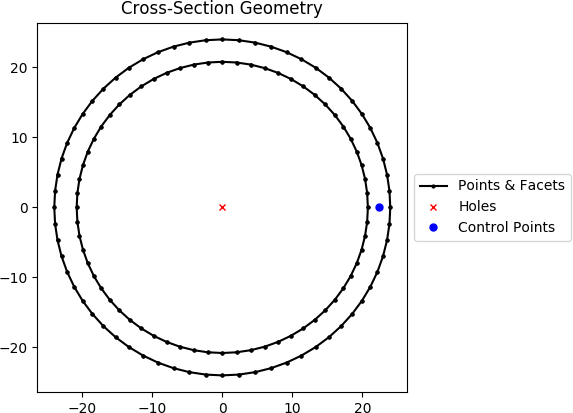 Cross-Section Geometry
20
10
0
−10
−20
−20 −10 0 10 20
Points & Facets
Holes
Control Points